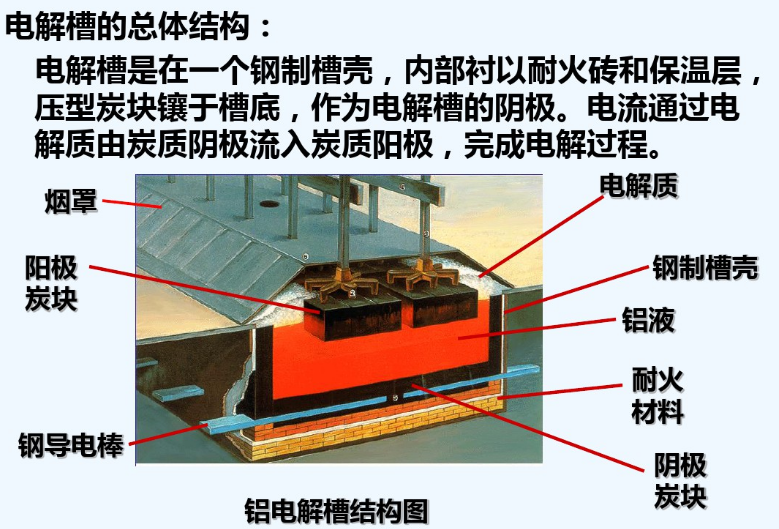 电解槽的总体结构：
电解槽是在一个钢制槽壳，内部衬以耐火砖和保温层，
压型炭块镶于槽底，作为电解槽的阴极。电流通过电
解质由炭质阴极流入炭质阳极，完成电解过程。
烟罩
电解质
阳极
炭块
钢制槽壳
铝液
耐火
材料
钢导电棒
阴极
炭块
铝电解槽结构图